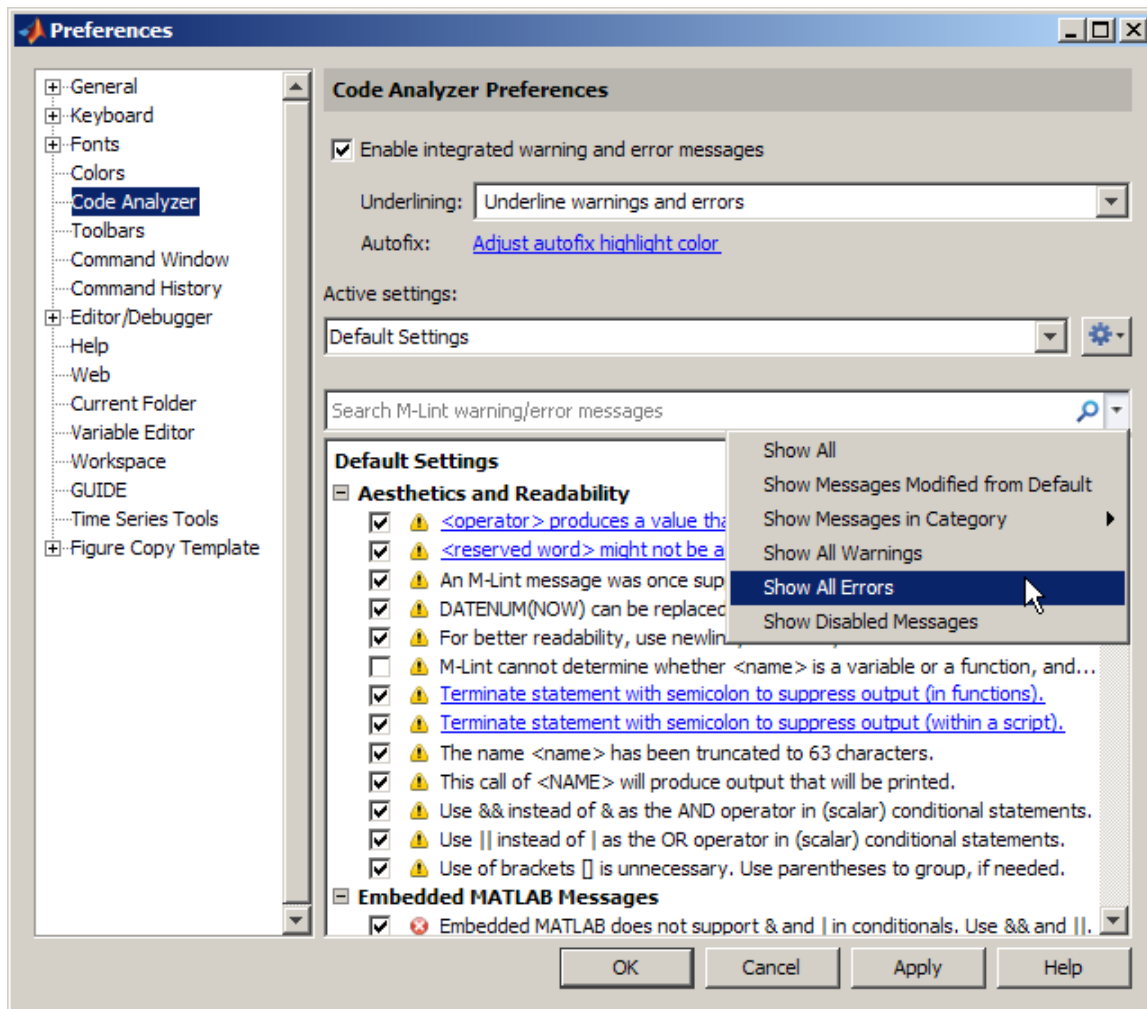 Preferences
General
Keyboard
Fonts
Colors
Code Analyzer
Toolbars
Command Window
Command History
Editor/Debugger
Help
Web
Current Folder
Variable Editor
Workspace
GUIDE
Time Series Tools
Figure Copy Template
Code Analyzer Preferences
Enable integrated warning and error messages
Underlining: Underline warnings and errors
Autofix: Adjust autofix highlight color
Active settings:
Default Settings
Search M-Lint warning/error messages
Show All
Show Messages Modified from Default
Show Messages in Category
Show All Warnings
Show All Errors
Show Disabled Messages
Default Settings
Aesthetics and Readability
<operator> produces a value
<reserved word> might not be a
An M-Lint message was once
DATENUM(NOW) can be replaced
For better readability, use
M-Lint cannot determine whether <name> is a variable or a function, and...
Terminate statement with semicolon to suppress output (in functions).
Terminate statement with semicolon to suppress output (within a script).
The name <name> has been truncated to 63 characters.
This call of <NAME> will produce output that will be printed.
Use && instead of & as the AND operator in (scalar) conditional statements.
Use || instead of | as the OR operator in (scalar) conditional statements.
Use of brackets [] is unnecessary. Use parentheses to group, if needed.
Embedded MATLAB Messages
Embedded MATLAB does not support & and | in conditionals. Use && and ||.
OK Cancel Apply Help